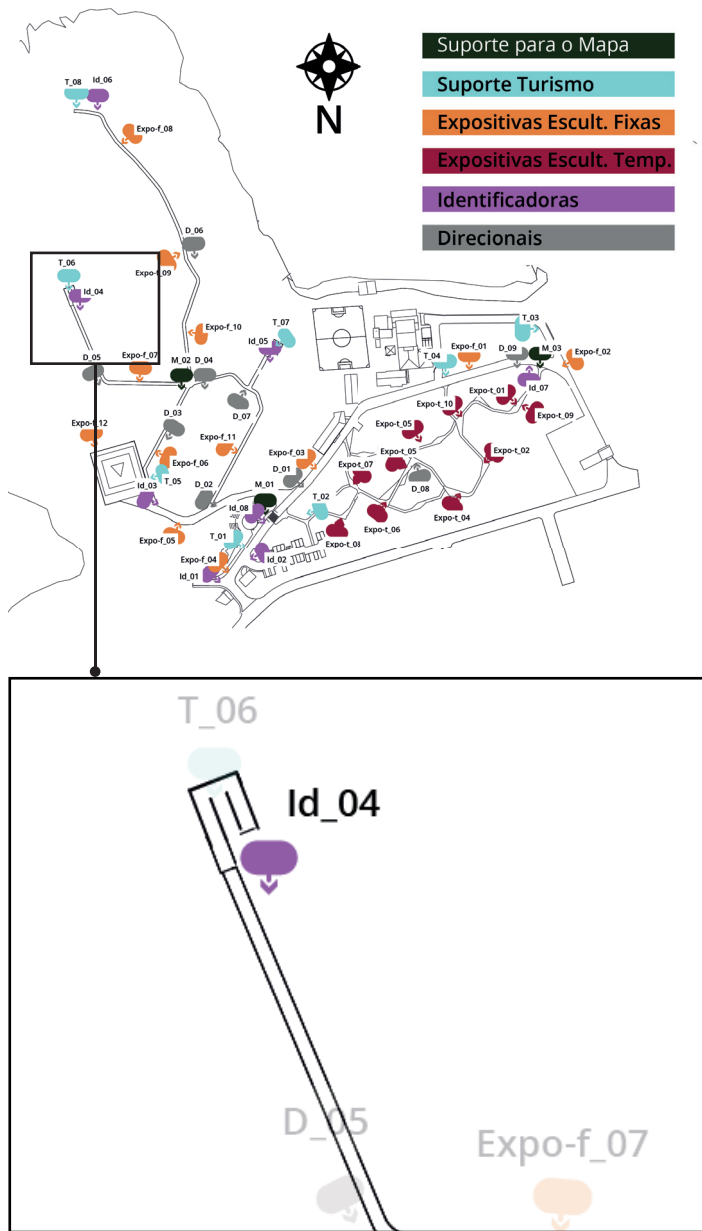 Suporte para o Mapa
Suporte Turismo
Expositivas Escult. Fixas
Expositivas Escult. Temp.
Identificadoras
Direcionais
N
T_08
Id_06
Expo-f_08
D_06
Expo-f_09
T_06
Id_04
Expo-f_10
T_07
Id_05
T_03
D_05
Expo-f_07
M_02
D_04
T_04
Expo-f_01
D_09
M_03
Expo-f_02
Id_07
D_07
Expo-t_01
Expo-t_10
Expo-t_09
Expo-f_12
D_03
Expo-t_05
Expo-f_11
Expo-f_03
Expo-t_05
Expo-t_02
Expo-f_06
T_05
D_01
Expo-t_07
Id_03
D_02
M_01
D_08
Id_08
T_02
Expo-t_04
Expo-t_06
Expo-f_05
T_01
Expo-t_08
Expo-f_04
Id_02
Id_01
T_06
Id_04
D_05
Expo-f_07